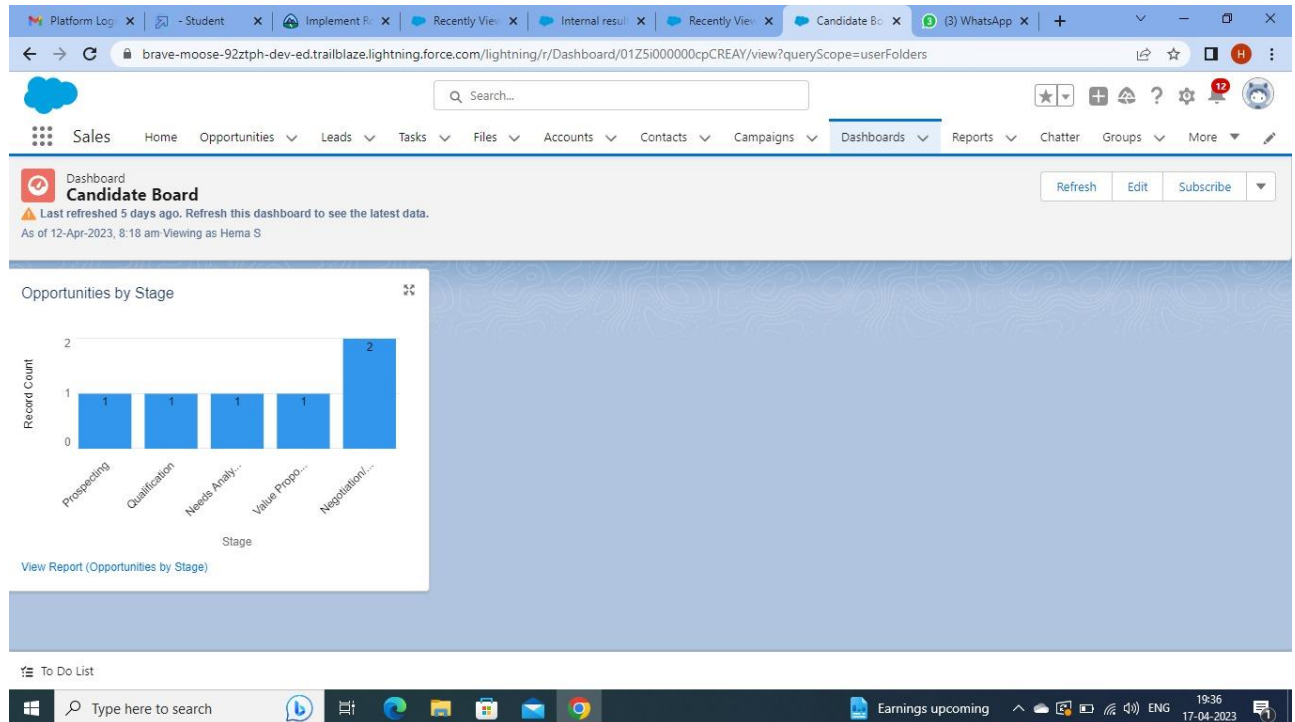 Platform Log
- Student
Implement R
Recently View
Internal resul
Recently View
Candidate Bo
(3) WhatsApp
brave-moose-92ztph-dev-ed.trailblaze.lightning.force.com/lightning/r/Dashboard/01Z5i000000cpCREAY/view?queryScope=userFolders
H
Search...
12
Sales
Home
Opportunities
Leads
Tasks
Files
Accounts
Contacts
Campaigns
Dashboards
Reports
Chatter
Groups
More
Dashboard
Candidate Board
Last refreshed 5 days ago. Refresh this dashboard to see the latest data.
As of 12-Apr-2023, 8:18 am·Viewing as Hema S
Refresh
Edit
Subscribe
Opportunities by Stage
Record Count
2
1
0
1
1
1
1
2
Prospecting
Qualification
Needs Analy...
Value Propo...
Negotiation/...
Stage
View Report (Opportunities by Stage)
To Do List
Type here to search
Earnings upcoming
ENG
19:36
17-04-2023
1